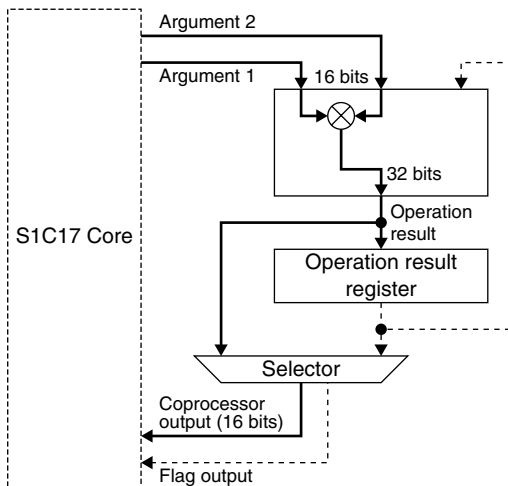 Argument 2
Argument 1
16 bits
32 bits
S1C17 Core
Operation
result
Operation result
register
Selector
Coprocessor
output (16 bits)
Flag output